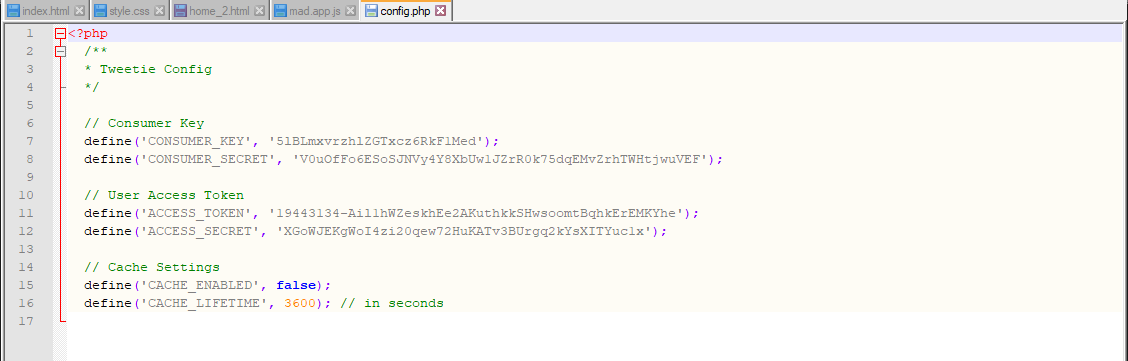 index.html style.css home_2.html mad.app.js config.php
1 <?php
2 /**
3 * Tweetie Config
4 */
5
6 // Consumer Key
7 define('CONSUMER_KEY', '5lBLmxvrzhlZGTxcz6RkFlMed');
8 define('CONSUMER_SECRET', 'V0uOfFo6ESoSJNVy4Y8XbUwlJZrR0k75dqEMvZrhTWHtjwuVEF');
9
10 // User Access Token
11 define('ACCESS_TOKEN', '19443134-AillhWZeskhEe2AKuthkkSHwsoomtBqhkErEMKYhe');
12 define('ACCESS_SECRET', 'XGoWJEKgWoI4zi20qew72HuKATv3BUrgq2kYsXITYuclx');
13
14 // Cache Settings
15 define('CACHE_ENABLED', false);
16 define('CACHE_LIFETIME', 3600); // in seconds
17